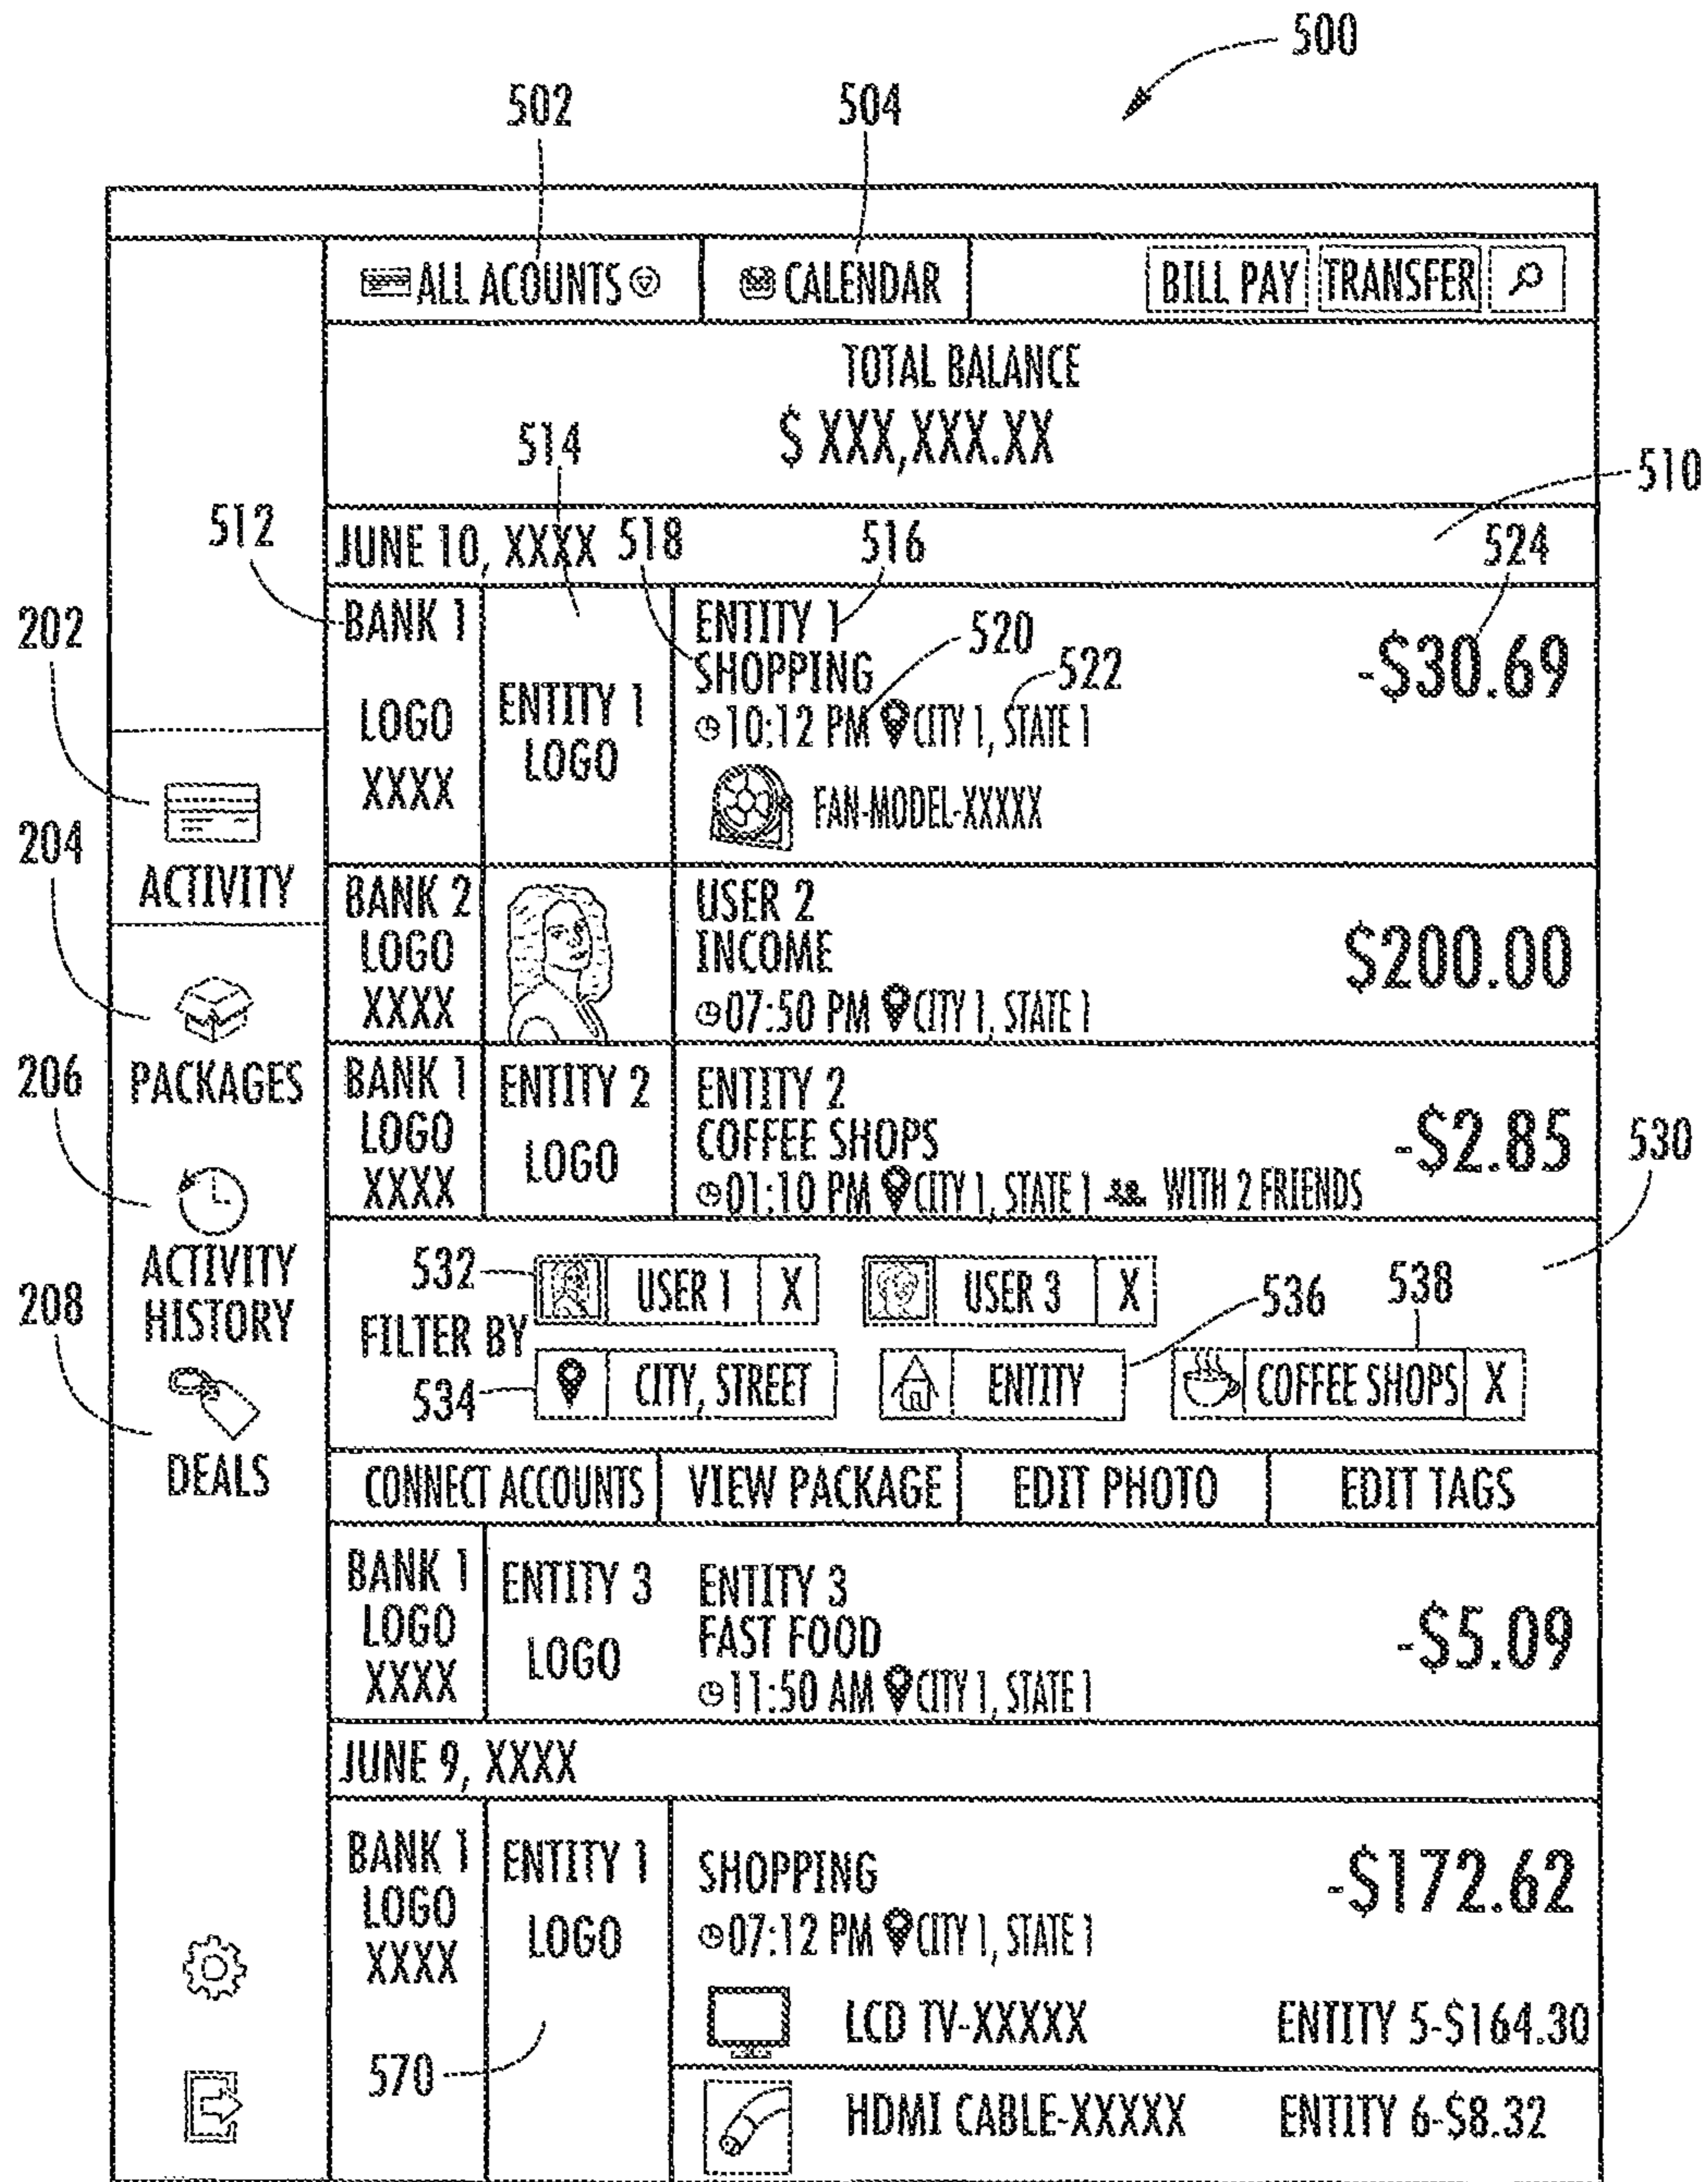 500
502
504
ALL ACOUNTS
CALENDAR
BILL PAY
TRANSFER
TOTAL BALANCE
$ XXX,XXX.XX
514
510
512
JUNE 10, XXXX
518
516
524
202
BANK 1
LOGO
XXXX
ENTITY 1
LOGO
ENTITY 1
SHOPPING
520
522
10:12 PM CITY 1, STATE 1
FAN-MODEL-XXXXX
-$30.69
204
ACTIVITY
BANK 2
LOGO
XXXX
USER 2
INCOME
07:50 PM CITY 1, STATE 1
$200.00
206
PACKAGES
BANK 1
LOGO
XXXX
ENTITY 2
LOGO
ENTITY 2
COFFEE SHOPS
01:10 PM CITY 1, STATE 1 WITH 2 FRIENDS
-$2.85
530
ACTIVITY
HISTORY
208
DEALS
532
USER 1 X
USER 3 X
536
538
FILTER BY
534
CITY, STREET
ENTITY
COFFEE SHOPS X
CONNECT ACCOUNTS
VIEW PACKAGE
EDIT PHOTO
EDIT TAGS
BANK 1
LOGO
XXXX
ENTITY 3
LOGO
ENTITY 3
FAST FOOD
11:50 AM CITY 1, STATE 1
-$5.09
JUNE 9, XXXX
BANK 1
LOGO
XXXX
ENTITY 1
LOGO
570
SHOPPING
07:12 PM CITY 1, STATE 1
-$172.62
LCD TV-XXXXX ENTITY 5-$164.30
HDMI CABLE-XXXXX ENTITY 6-$8.32